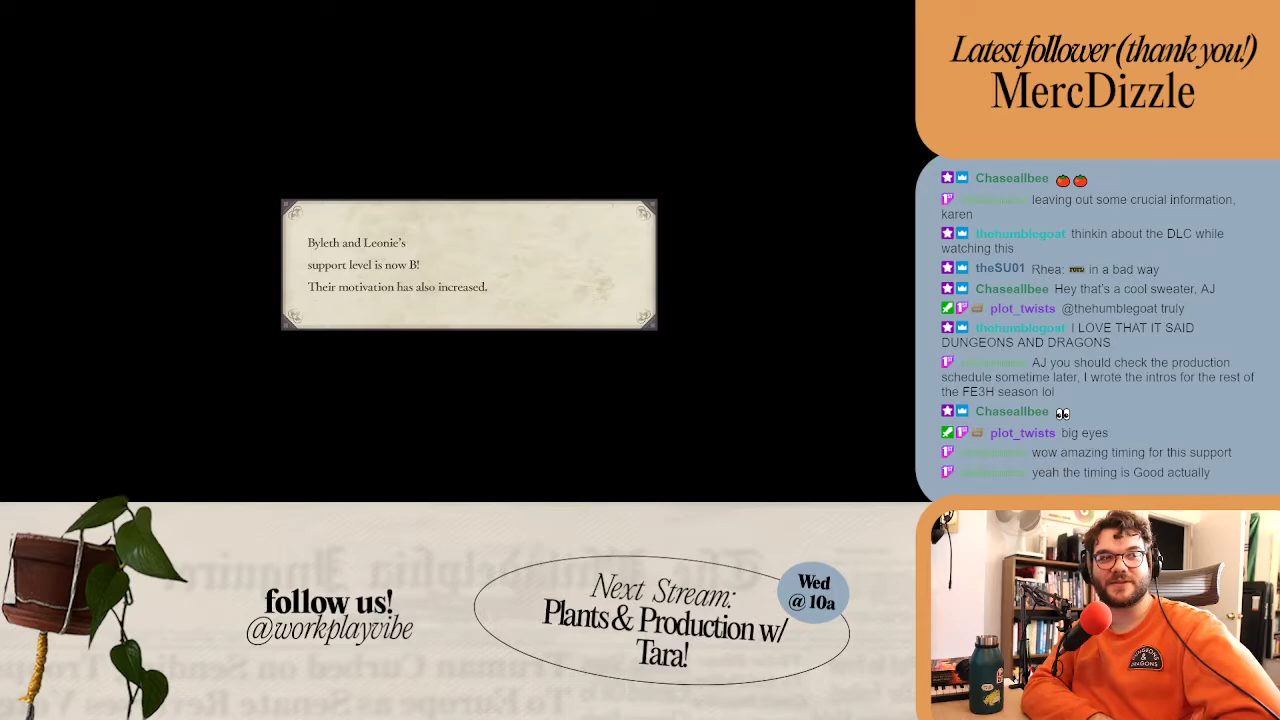 Byleth and Leonie's
support level is now B!
Their motivation has also increased.
Latest follower (thank you!)
MercDizzle
Chaseallbee
leaving out some crucial information,
karen
thehumblegoat thinkin about the DLC while
watching this
theSU01 Rhea: in a bad way
Chaseallbee Hey that's a cool sweater, AJ
plot_twists @thehumblegoat truly
thehumblegoat I LOVE THAT IT SAID
DUNGEONS AND DRAGONS
AJ you should check the production
schedule sometime later, I wrote the intros for the rest of
the FE3H season lol
Chaseallbee
plot_twists big eyes
wow amazing timing for this support
yeah the timing is Good actually
follow us!
@workplayvibe
Next Stream:
Plants & Production w/
Tara!
Wed
@ 10a
DUNGEONS
&
DRAGONS